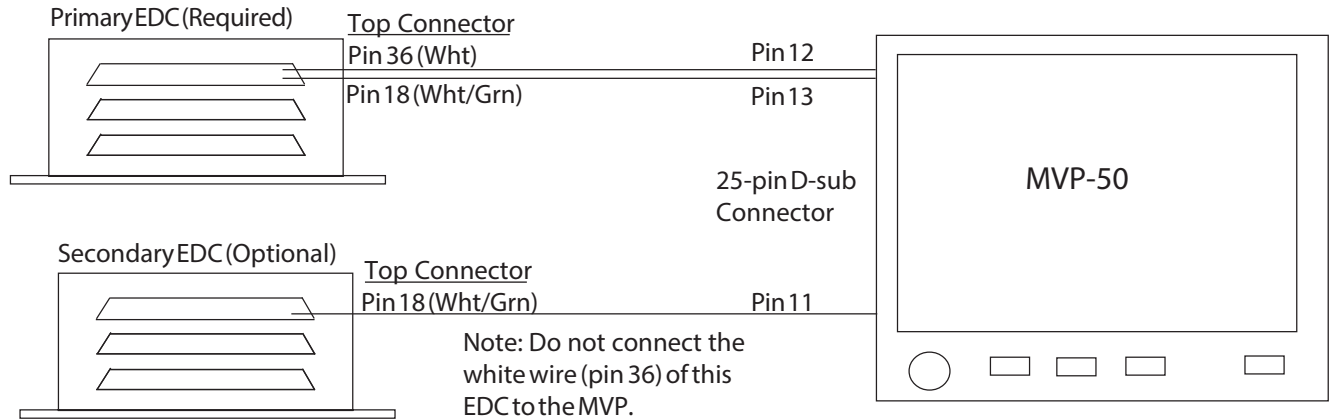 Primary EDC (Required)
Top Connector
Pin 36 (Wht)
Pin 12
Pin 18 (Wht/Grn)
Pin 13
25-pin D-sub
Connector
MVP-50
Secondary EDC (Optional)
Top Connector
Pin 18 (Wht/Grn)
Pin 11
Note: Do not connect the
white wire (pin 36) of this
EDC to the MVP.